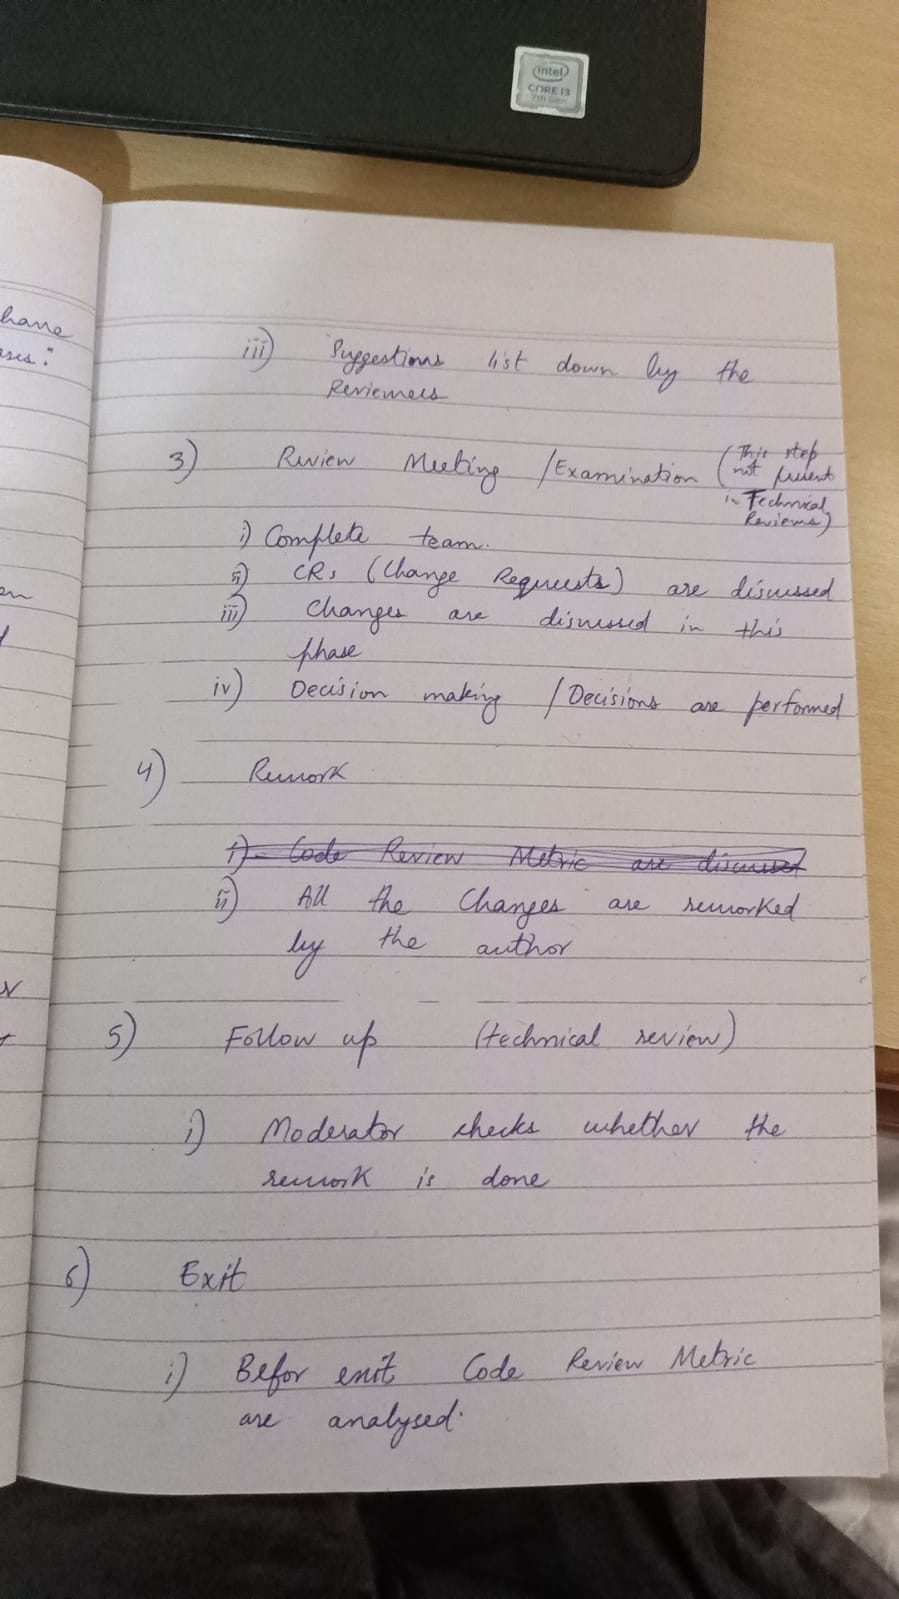 intel
CORE i3
7th Gen
have
ases:
iii) Suggestions list down by the
Reviewers
3) Review Meeting /Examination (This step
not present
in Technical
Reviews)
i) Complete team.
ii) CRs (Change Requests) are discussed
iii) Changes are discussed in this
phase
iv) Decision making / Decisions are performed
4) Rework
i) Code Review Metric are discussed
ii) All the Changes are reworked
by the author
5) Follow up (technical review)
i) Moderator checks whether the
rework is done
6) Exit
i) Befor exit Code Review Metric
are analysed.